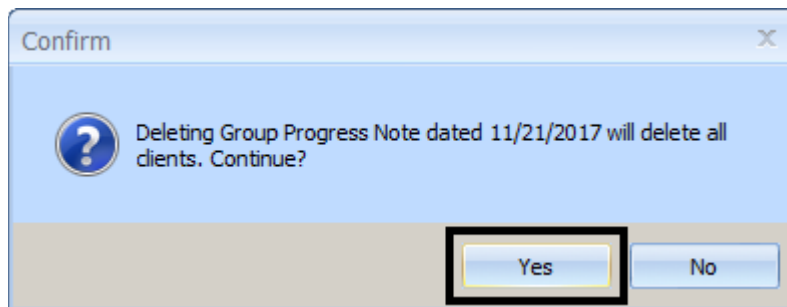 Confirm
Deleting Group Progress Note dated 11/21/2017 will delete all
clients. Continue?
Yes
No